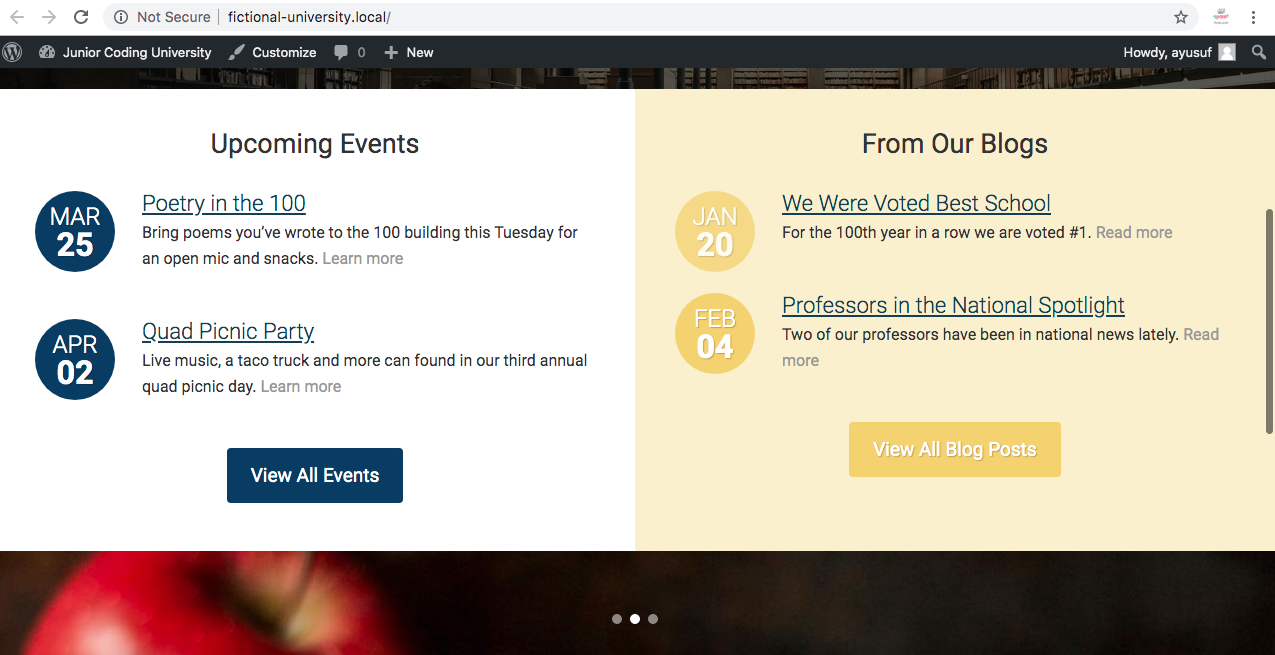 Not Secure | fictional-university.local/
Junior Coding University Customize 0 New Howdy, ayusuf
Upcoming Events
MAR
25
Poetry in the 100
Bring poems you've wrote to the 100 building this Tuesday for
an open mic and snacks. Learn more
APR
02
Quad Picnic Party
Live music, a taco truck and more can found in our third annual
quad picnic day. Learn more
View All Events
From Our Blogs
JAN
20
We Were Voted Best School
For the 100th year in a row we are voted #1. Read more
FEB
04
Professors in the National Spotlight
Two of our professors have been in national news lately. Read
more
View All Blog Posts